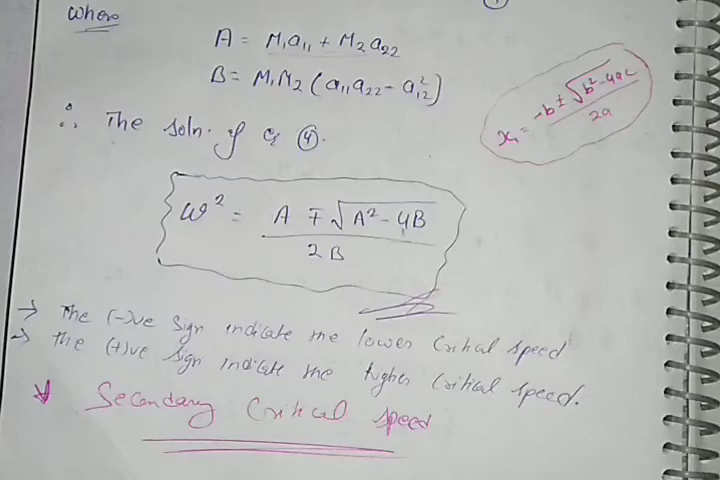 where
A = M₁a₁₁ + M₂a₂₂
B = M₁M₂ (a₁₁a₂₂ - a₁₂²)
x₁ = (-b ± √(b²-4ac)) / 2a
∴ The soln. of eq (4).
ω² = (A ∓ √(A² - 4B)) / 2B
→ The (-)ve sign indicate the lower critical speed
→ the (+)ve sign indicate the higher critical speed.
Secondary critical speed